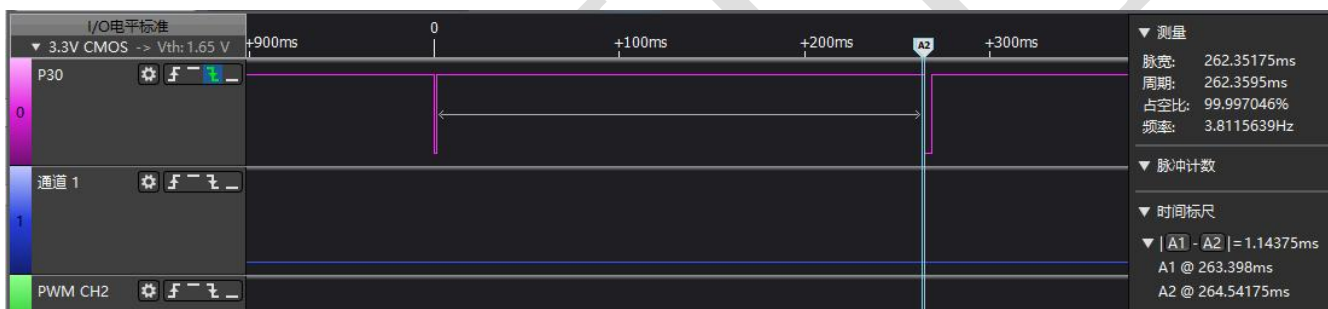 I/O电平标准
▼ 3.3V CMOS -> Vth: 1.65 V
+900ms
0
+100ms
+200ms
A2
+300ms
P30
0
通道 1
1
PWM CH2
▼ 测量
脉宽: 262.35175ms
周期: 262.3595ms
占空比: 99.997046%
频率: 3.8115639Hz
▼ 脉冲计数
▼ 时间标尺
▼ | A1 - A2 | = 1.14375ms
A1 @ 263.398ms
A2 @ 264.54175ms